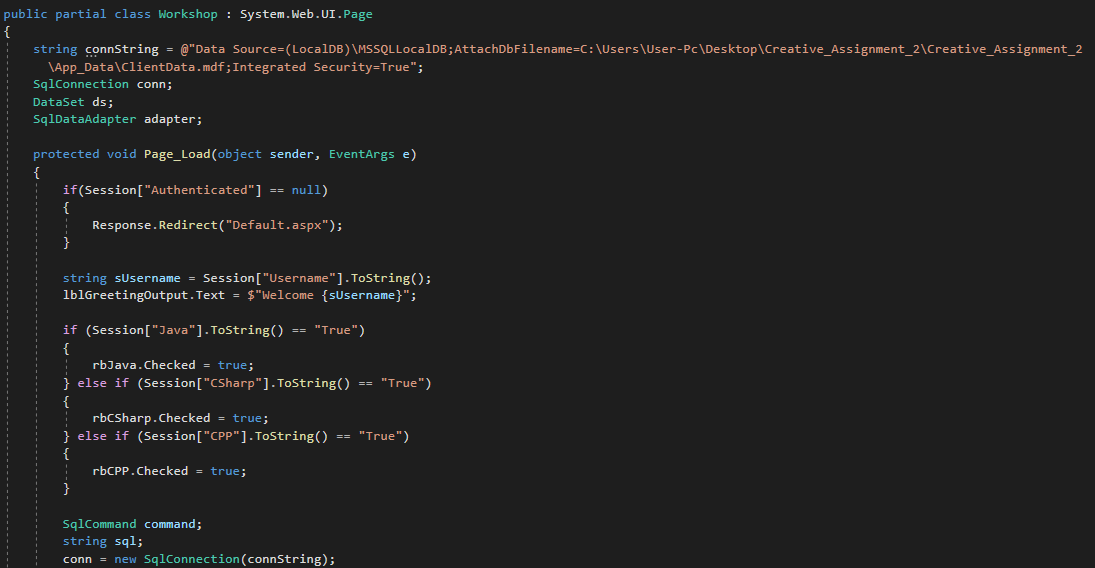 public partial class Workshop : System.Web.UI.Page
{
string connString = @"Data Source=(LocalDB)\MSSQLLocalDB;AttachDbFilename=C:\Users\User-Pc\Desktop\Creative_Assignment_2\Creative_Assignment_2
\App_Data\ClientData.mdf;Integrated Security=True";
SqlConnection conn;
DataSet ds;
SqlDataAdapter adapter;
protected void Page_Load(object sender, EventArgs e)
{
if(Session["Authenticated"] == null)
{
Response.Redirect("Default.aspx");
}
string sUsername = Session["Username"].ToString();
lblGreetingOutput.Text = $"Welcome {sUsername}";
if (Session["Java"].ToString() == "True")
{
rbJava.Checked = true;
} else if (Session["CSharp"].ToString() == "True")
{
rbCSharp.Checked = true;
} else if (Session["CPP"].ToString() == "True")
{
rbCPP.Checked = true;
}
SqlCommand command;
string sql;
conn = new SqlConnection(connString);